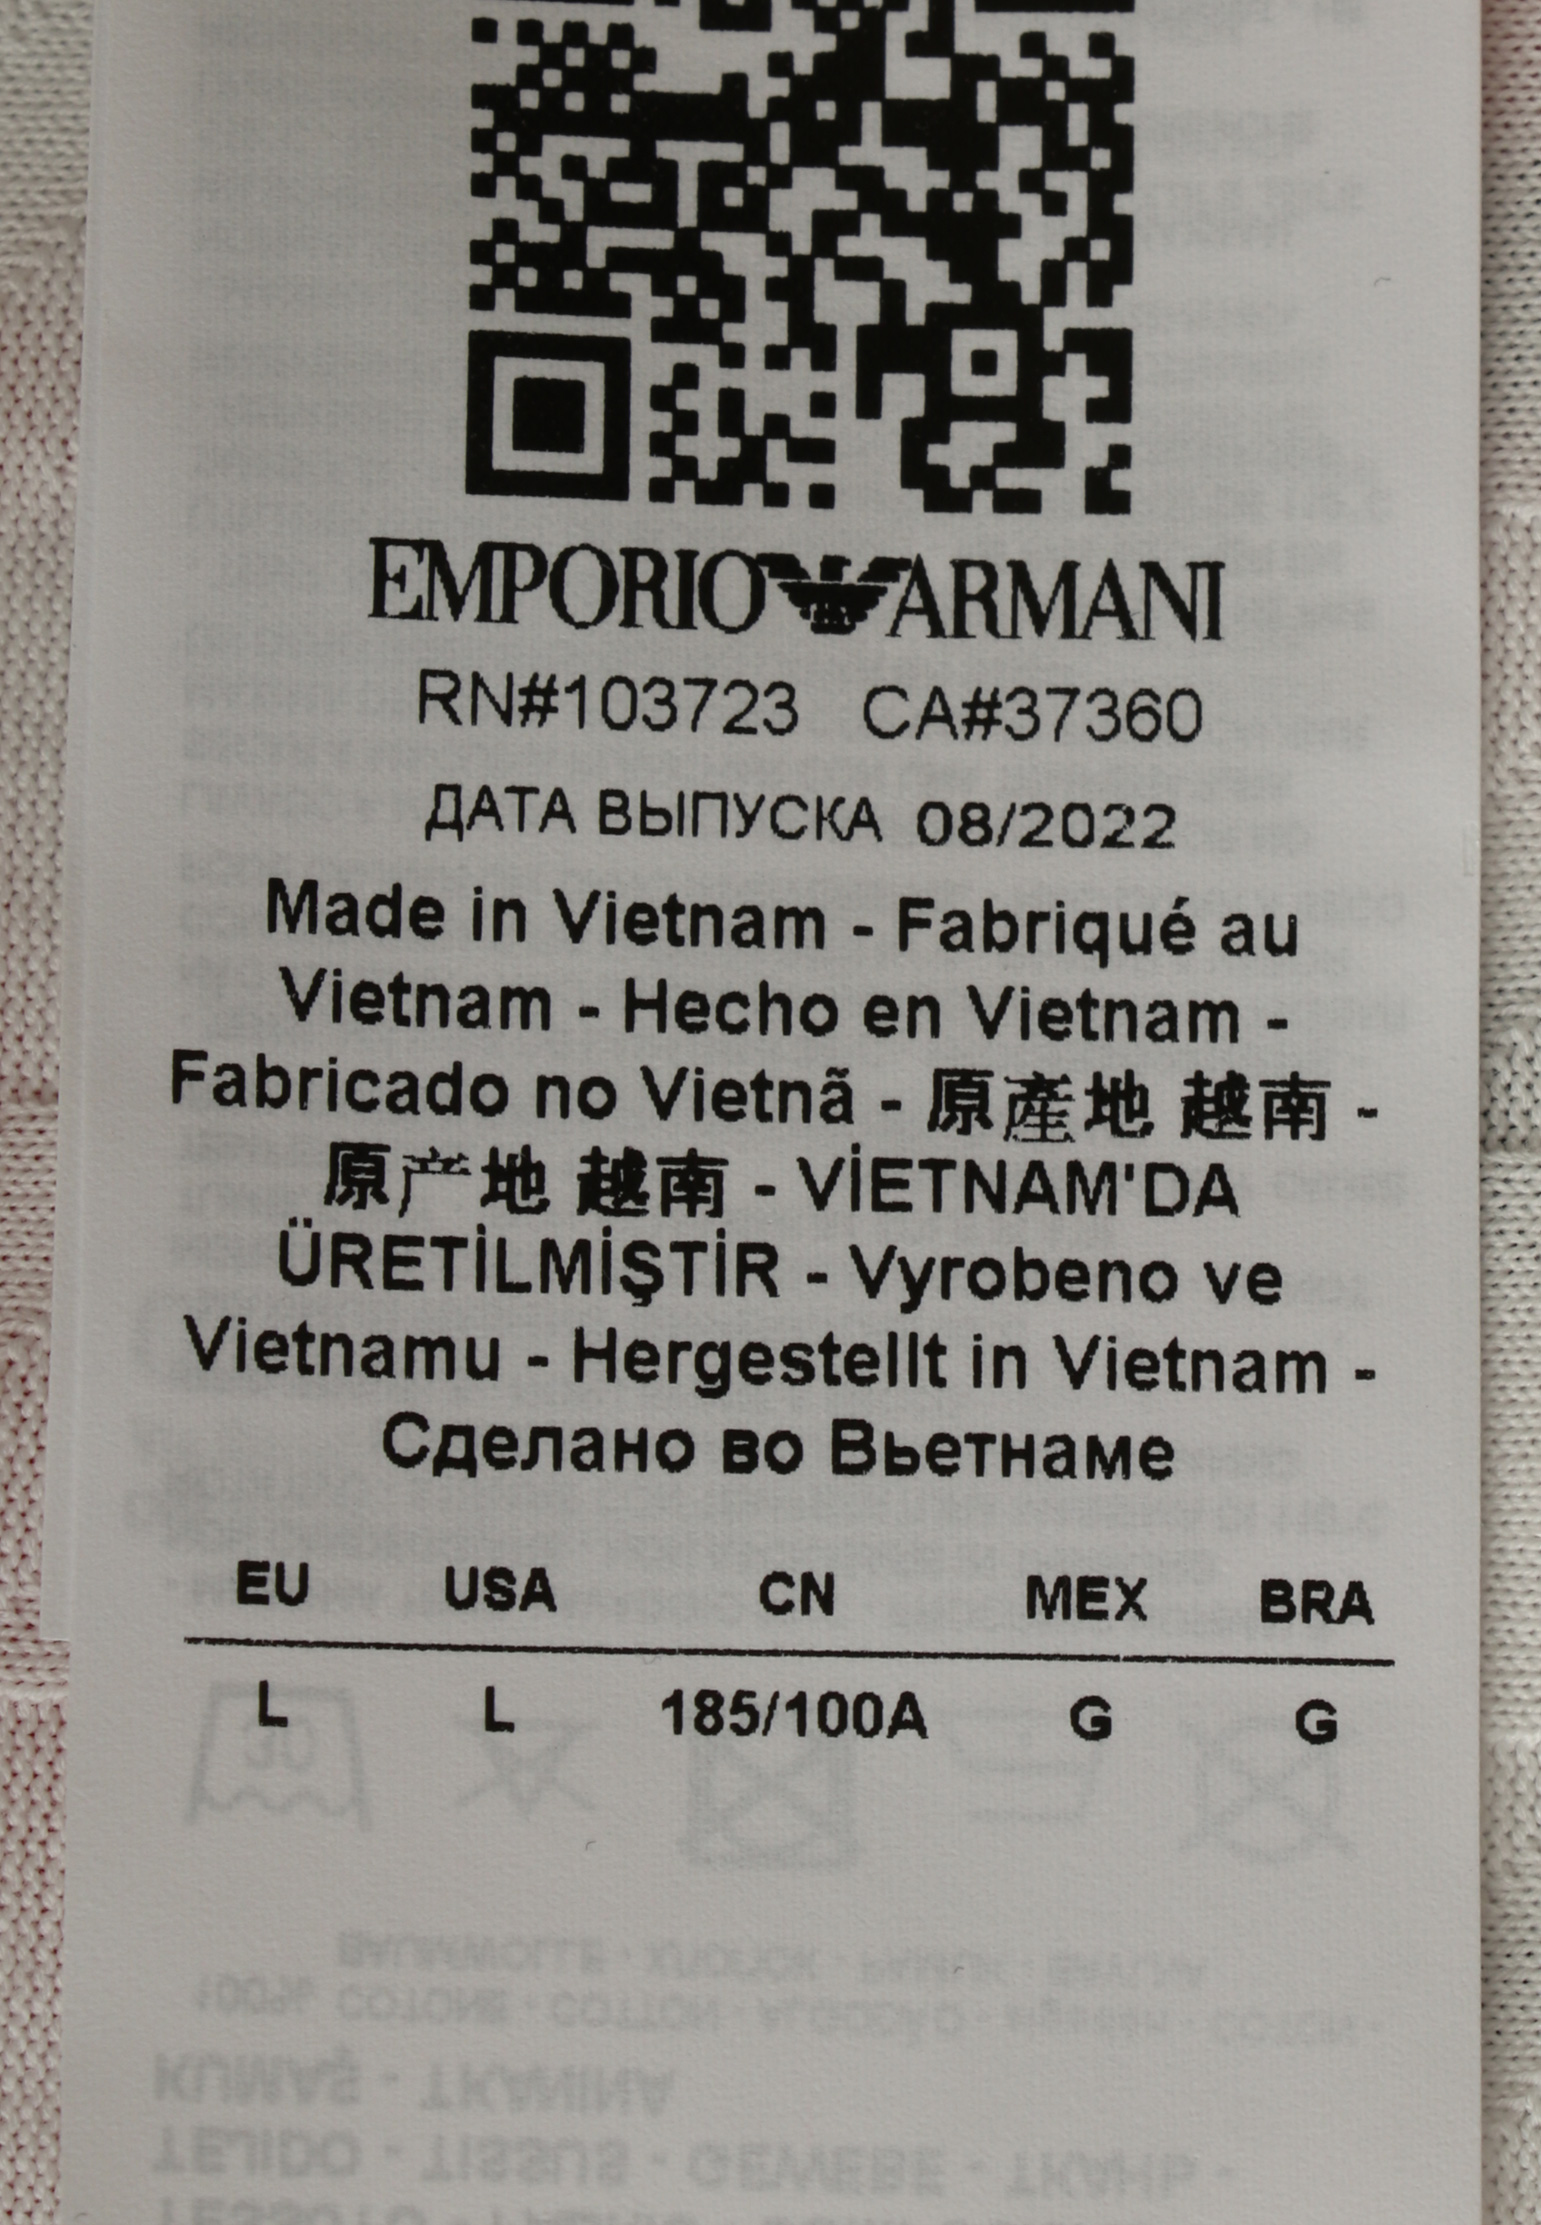 EMPORIO ARMANI
RN#103723 CA#37360
ДАТА ВЫПУСКА 08/2022
Made in Vietnam - Fabriqué au
Vietnam - Hecho en Vietnam -
Fabricado no Vietnã - 原產地 越南 -
原产地 越南 - VİETNAM'DA
ÜRETİLMİŞTİR - Vyrobeno ve
Vietnamu - Hergestellt in Vietnam -
Сделано во Вьетнаме
EU USA CN MEX BRA
L L 185/100A G G